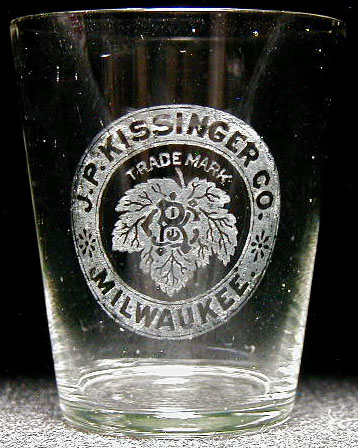 J.P. KISSINGER CO.
TRADE MARK
MILWAUKEE.